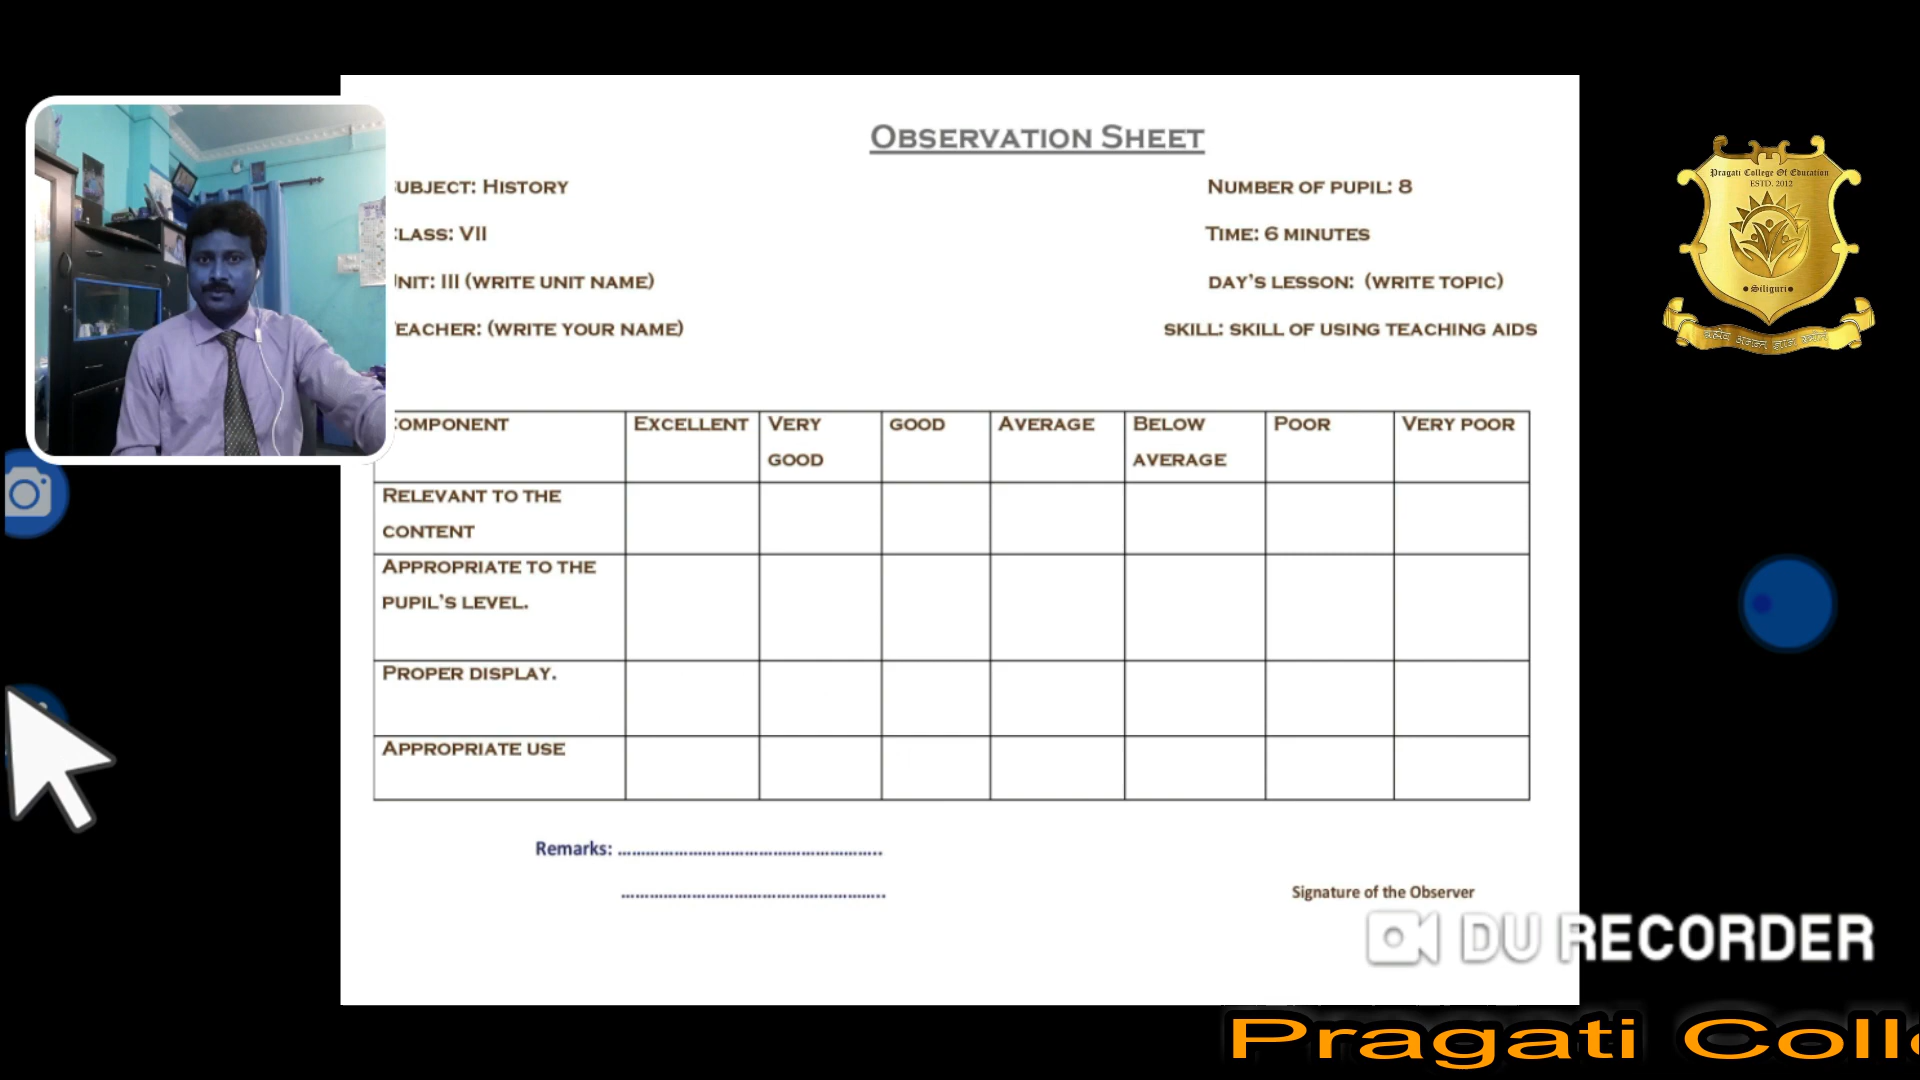 OBSERVATION SHEET
UBJECT: HISTORY
NUMBER OF PUPIL: 8
LASS: VII
TIME: 6 MINUTES
NIT: III (WRITE UNIT NAME)
DAY'S LESSON: (WRITE TOPIC)
EACHER: (WRITE YOUR NAME)
SKILL: SKILL OF USING TEACHING AIDS
OMPONENT EXCELLENT VERY GOOD GOOD AVERAGE BELOW AVERAGE POOR VERY POOR
RELEVANT TO THE
CONTENT
APPROPRIATE TO THE
PUPIL'S LEVEL.
PROPER DISPLAY.
APPROPRIATE USE
Remarks: ......................................................
........................................................
Signature of the Observer
Pragati College Of Education
ESTD. 2012
•Siliguri•
DU RECORDER
Pragati Colle